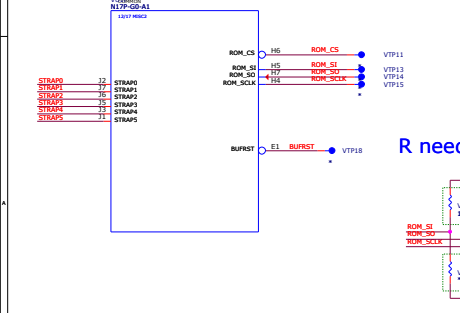 COMMON
N17P-G0-A1
12/17 MISC2
ROM_CS H6 ROM_CS VTP11
ROM_SI H5 ROM_SI VTP13
ROM_SO H7 ROM_SO VTP14
ROM_SCLK H4 ROM_SCLK VTP15
STRAP0 J2 STRAP0
STRAP1 J7 STRAP1
STRAP2 J6 STRAP2
STRAP3 J5 STRAP3
STRAP4 J3 STRAP4
STRAP5 J1 STRAP5
BUFRST E1 BUFRST VTP18
R need
A
ROM_SI
ROM_SO
ROM_SCLK